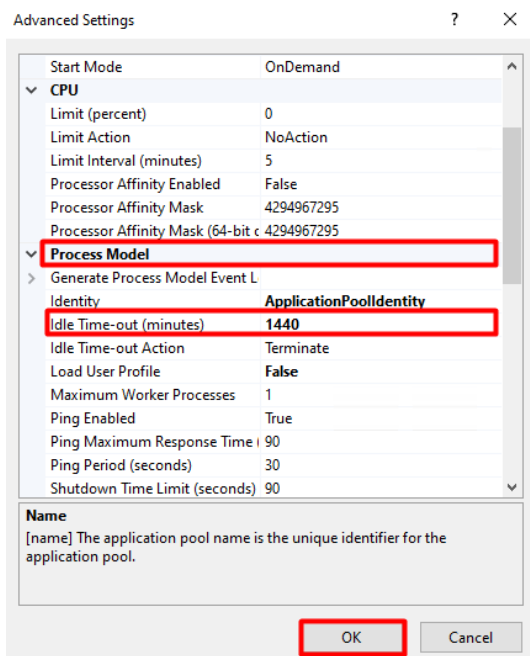 Advanced Settings ?
Start Mode OnDemand
CPU
Limit (percent) 0
Limit Action NoAction
Limit Interval (minutes) 5
Processor Affinity Enabled False
Processor Affinity Mask 4294967295
Processor Affinity Mask (64-bit c 4294967295
Process Model
Generate Process Model Event L
Identity ApplicationPoolIdentity
Idle Time-out (minutes) 1440
Idle Time-out Action Terminate
Load User Profile False
Maximum Worker Processes 1
Ping Enabled True
Ping Maximum Response Time ( 90
Ping Period (seconds) 30
Shutdown Time Limit (seconds) 90
Name
[name] The application pool name is the unique identifier for the
application pool.
OK Cancel